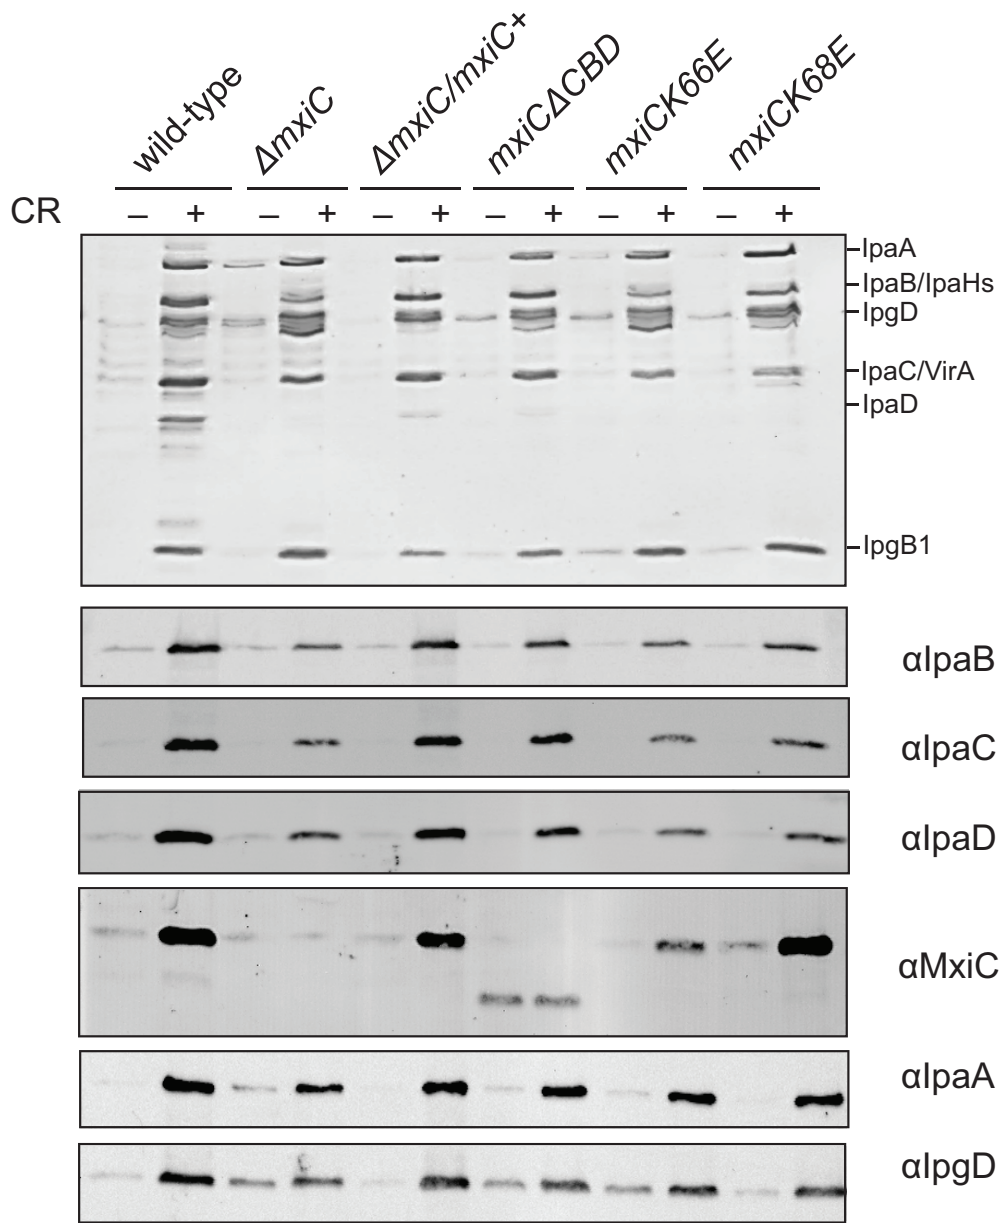 wild-type ΔmxiC ΔmxiC/mxiC+ mxiCΔCBD mxiCK66E mxiCK68E
CR – + – + – + – + – + – +
IpaA
IpaB/IpaHs
IpgD
IpaC/VirA
IpaD
IpgB1
αIpaB
αIpaC
αIpaD
αMxiC
αIpaA
αIpgD